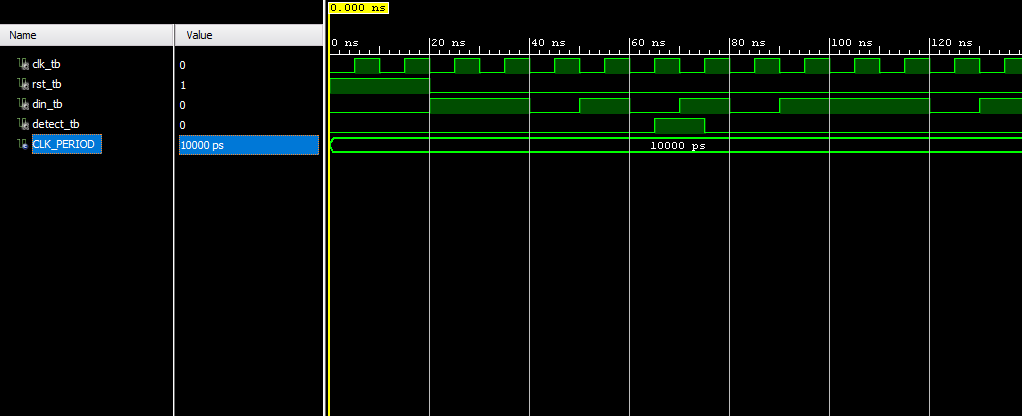 0.000 ns
Name Value
0 ns 20 ns 40 ns 60 ns 80 ns 100 ns 120 ns
clk_tb 0
rst_tb 1
din_tb 0
detect_tb 0
CLK_PERIOD 10000 ps 10000 ps